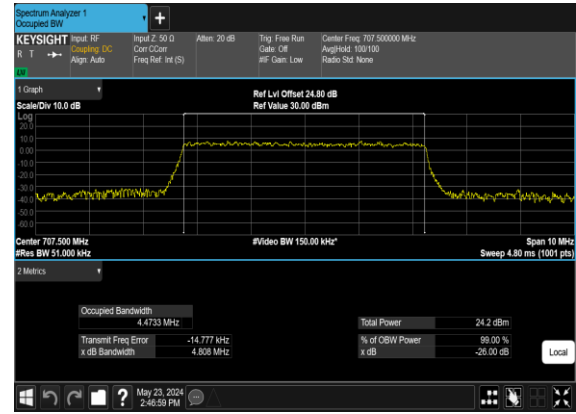 Spectrum Analyzer 1
Occupied BW
KEYSIGHT Input: RF Input Z: 50 Ω Atten: 20 dB Trig: Free Run Center Freq: 707.500000 MHz
R T Coupling: DC Corr CCorr Gate: Off Avg|Hold: 100/100
Align: Auto Freq Ref: Int (S) #IF Gain: Low Radio Std: None
LW
1 Graph
Ref Lvl Offset 24.80 dB
Scale/Div 10.0 dB Ref Value 30.00 dBm
Log
20.0
10.0
0.00
-10.0
-20.0
-30.0
-40.0
-50.0
-60.0
Center 707.500 MHz #Video BW 150.00 kHz* Span 10 MHz
#Res BW 51.000 kHz Sweep 4.80 ms (1001 pts)
2 Metrics
Occupied Bandwidth
4.4733 MHz Total Power 24.2 dBm
Transmit Freq Error -14.777 kHz % of OBW Power 99.00 %
x dB Bandwidth 4.808 MHz x dB -26.00 dB
Local
? May 23, 2024
2:46:59 PM